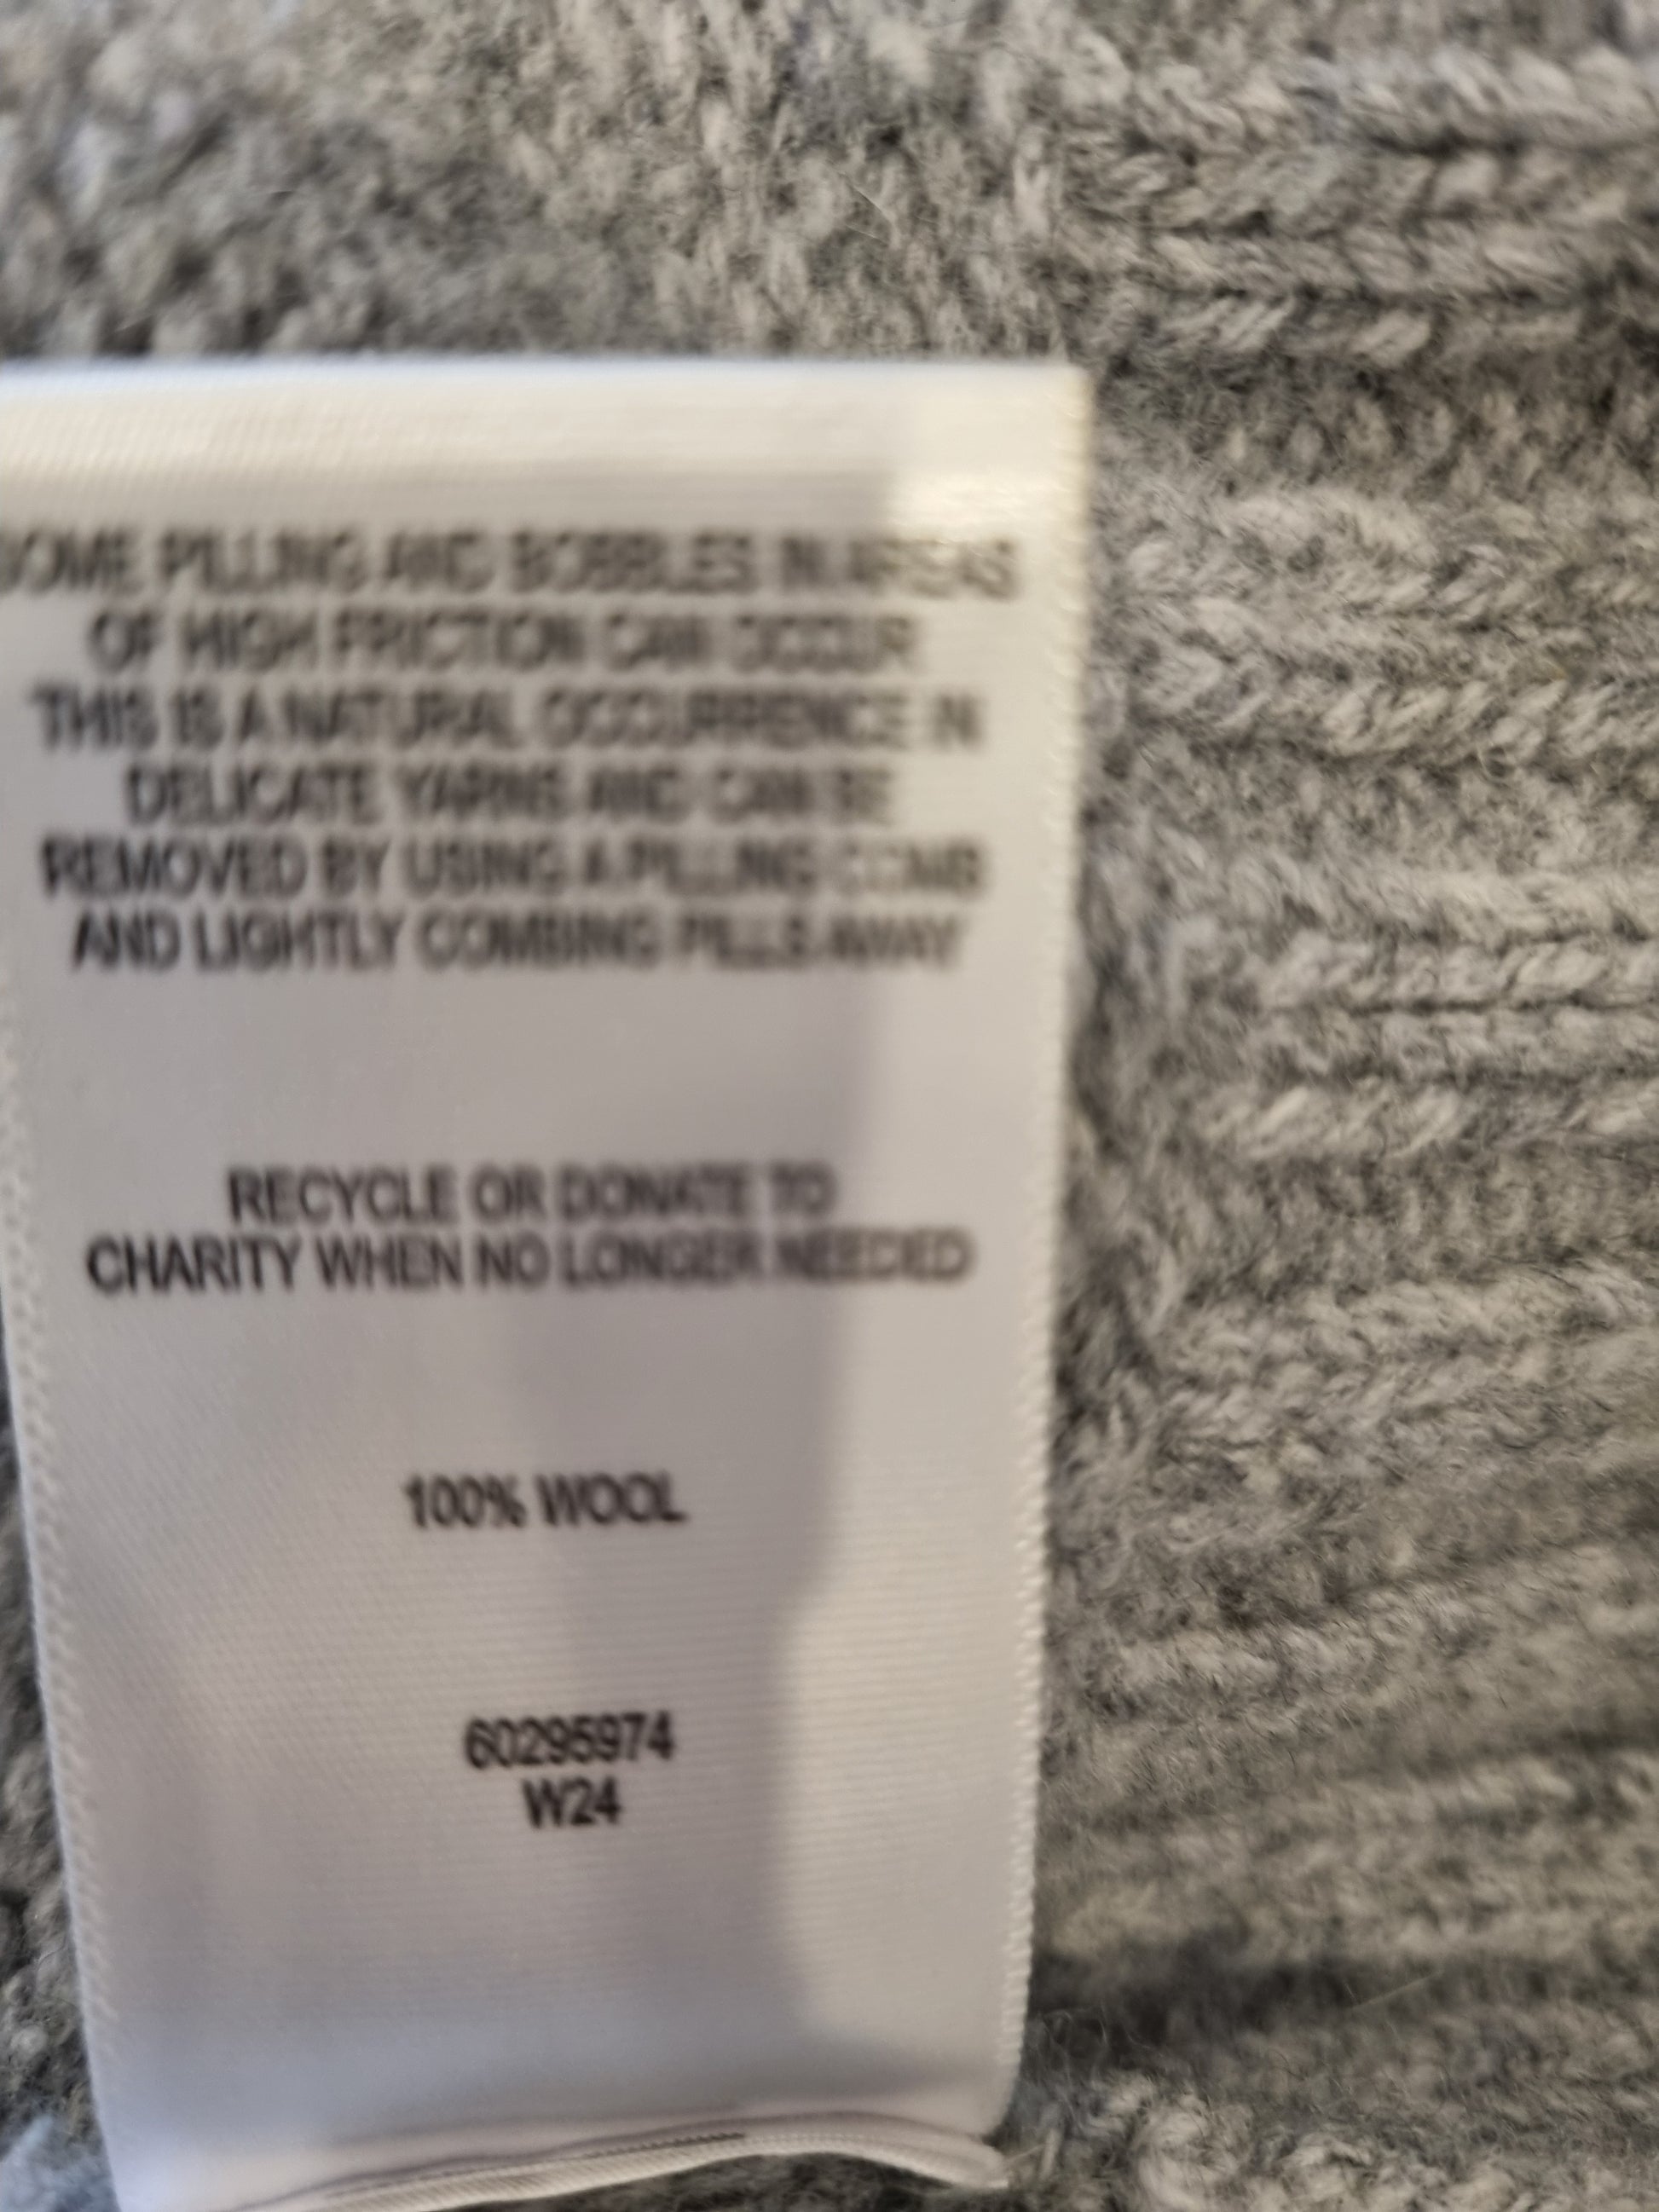 SOME PILLING AND BOBBLES IN AREAS
OF HIGH FRICTION CAN OCCUR
THIS IS A NATURAL OCCURRENCE IN
DELICATE YARNS AND CAN BE
REMOVED BY USING A PILLING COMB
AND LIGHTLY COMBING PILLS AWAY
RECYCLE OR DONATE TO
CHARITY WHEN NO LONGER NEEDED
100% WOOL
60295974
W24